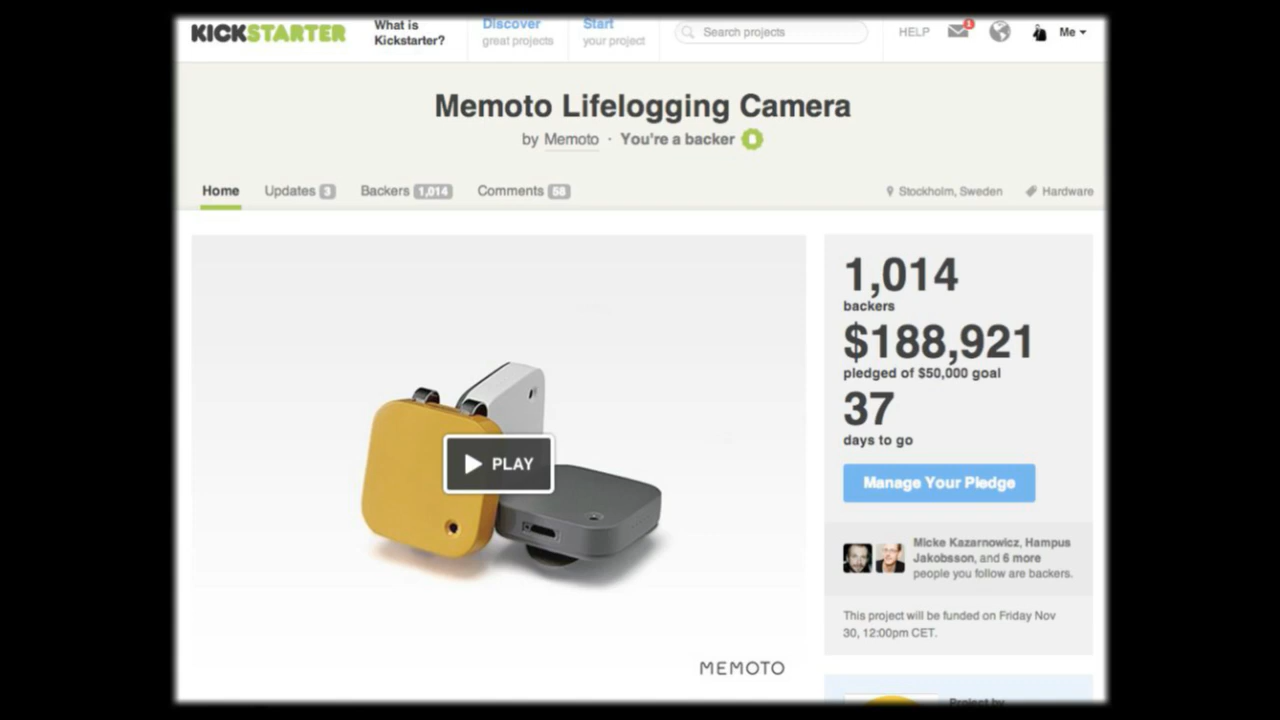 KICKSTARTER
What is
Kickstarter?
Discover
great projects
Start
your project
Search projects
HELP
1
Me
Memoto Lifelogging Camera
by Memoto · You're a backer
Home
Updates 3
Backers 1,014
Comments 58
Stockholm, Sweden
Hardware
PLAY
MEMOTO
1,014
backers
$188,921
pledged of $50,000 goal
37
days to go
Manage Your Pledge
Micke Kazarnowicz, Hampus
Jakobsson, and 6 more
people you follow are backers.
This project will be funded on Friday Nov
30, 12:00pm CET.
Project by